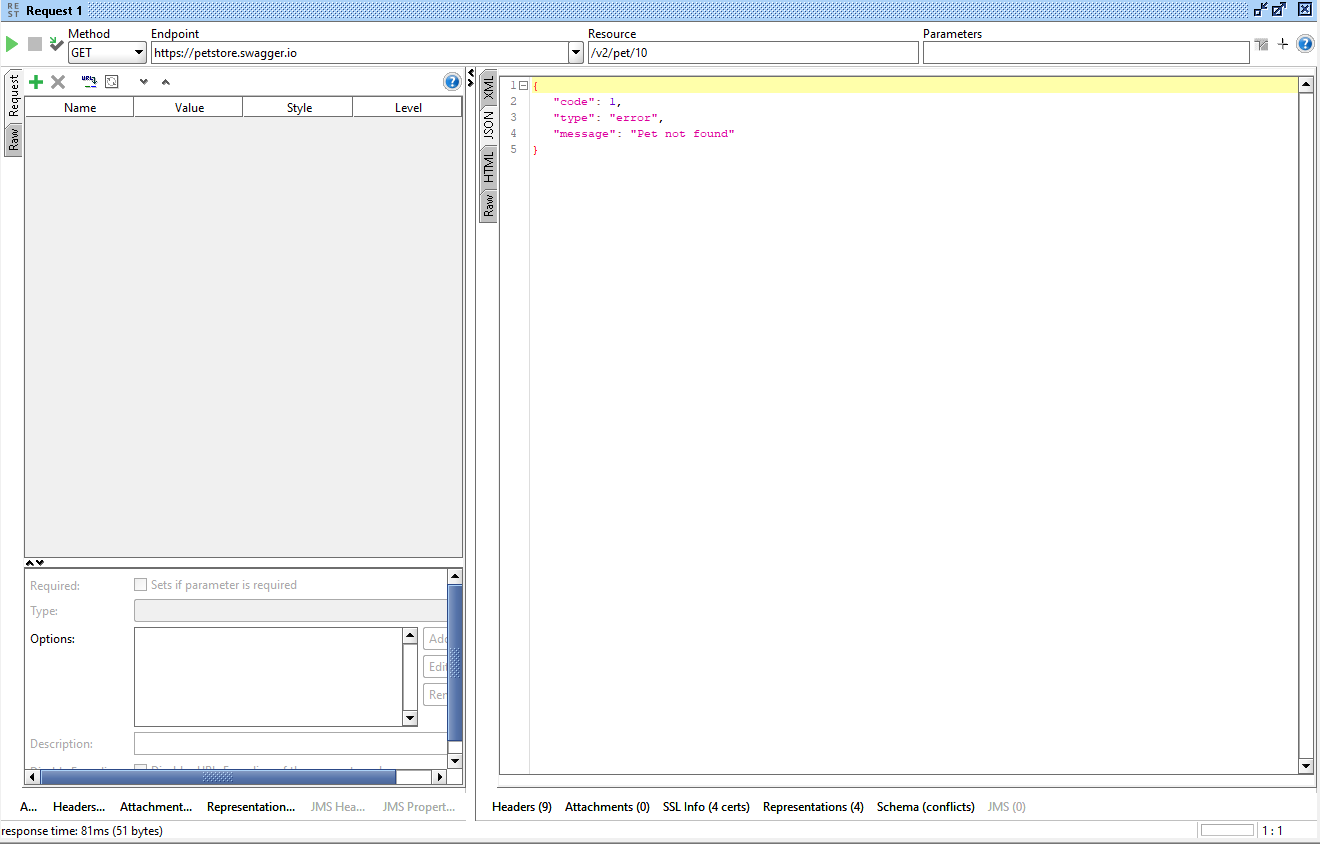 RE
ST
Request 1
Method
Endpoint
Resource
Parameters
GET
https://petstore.swagger.io
/v2/pet/10
Request
Raw
URL
Name Value Style Level
XML
JSON
HTML
Raw
1 {
2 "code": 1,
3 "type": "error",
4 "message": "Pet not found"
5 }
Required:
Sets if parameter is required
Type:
Options:
Add
Edit
Rer
Description:
A... Headers... Attachment... Representation... JMS Hea... JMS Propert...
Headers (9) Attachments (0) SSL Info (4 certs) Representations (4) Schema (conflicts) JMS (0)
response time: 81ms (51 bytes)
1 : 1